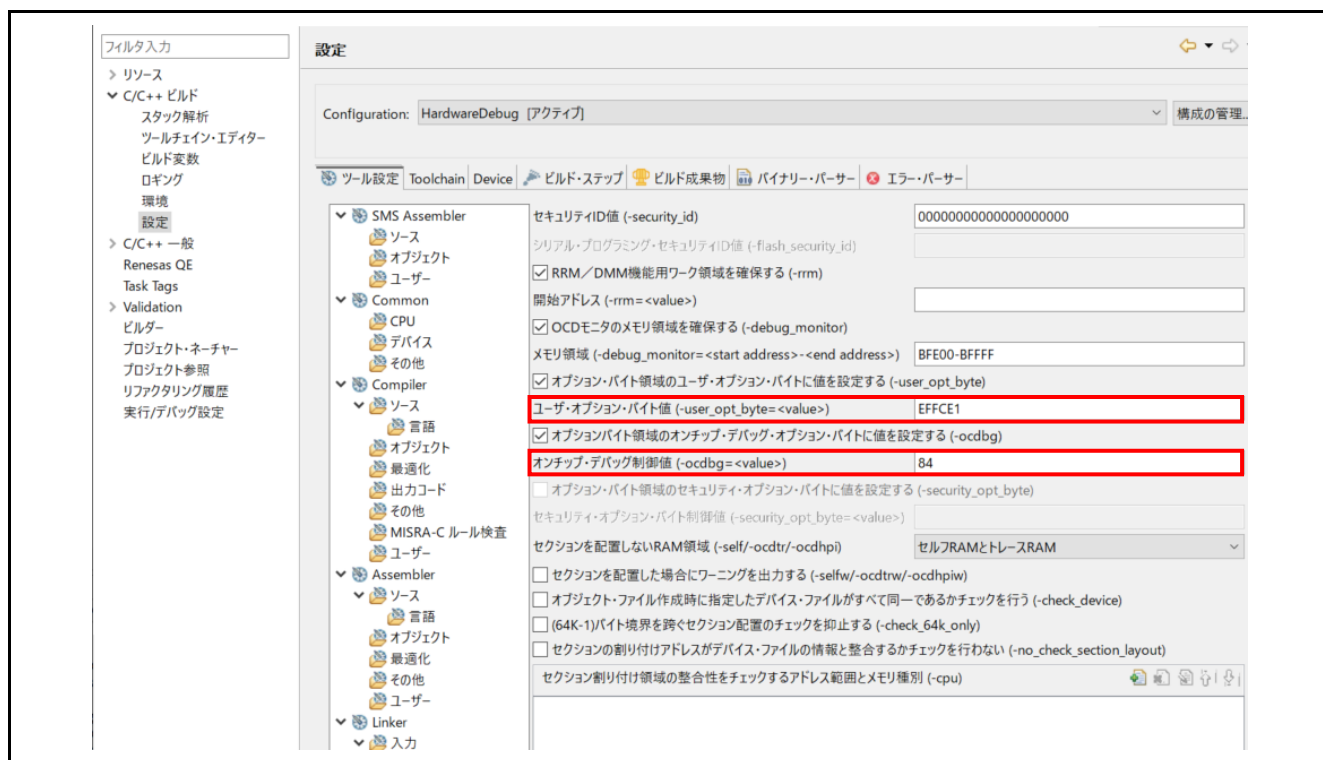 フィルタ入力
設定
リソース
C/C++ ビルド
スタック解析
ツールチェイン・エディター
ビルド変数
ロギング
環境
設定
C/C++ 一般
Renesas QE
Task Tags
Validation
ビルダー
プロジェクト・ネーチャー
プロジェクト参照
リファクタリング履歴
実行/デバッグ設定
Configuration: HardwareDebug [アクティブ]
構成の管理...
ツール設定 Toolchain Device ビルド・ステップ ビルド成果物 バイナリー・パーサー エラー・パーサー
SMS Assembler
ソース
オブジェクト
ユーザー
Common
CPU
デバイス
その他
Compiler
ソース
言語
オブジェクト
最適化
出力コード
その他
MISRA-C ルール検査
ユーザー
Assembler
ソース
言語
オブジェクト
最適化
その他
ユーザー
Linker
入力
セキュリティID値 (-security_id) 00000000000000000000
シリアル・プログラミング・セキュリティID値 (-flash_security_id)
RRM/DMM機能用ワーク領域を確保する (-rrm)
開始アドレス (-rrm=<value>)
OCDモニタのメモリ領域を確保する (-debug_monitor)
メモリ領域 (-debug_monitor=<start address>-<end address>) BFE00-BFFFF
オプション・バイト領域のユーザ・オプション・バイトに値を設定する (-user_opt_byte)
ユーザ・オプション・バイト値 (-user_opt_byte=<value>) EFFCE1
オプションバイト領域のオンチップ・デバッグ・オプション・バイトに値を設定する (-ocdbg)
オンチップ・デバッグ制御値 (-ocdbg=<value>) 84
オプション・バイト領域のセキュリティ・オプション・バイトに値を設定する (-security_opt_byte)
セキュリティ・オプション・バイト制御値 (-security_opt_byte=<value>)
セクションを配置しないRAM領域 (-self/-ocdtr/-ocdhpi) セルフRAMとトレースRAM
セクションを配置した場合にワーニングを出力する (-selfw/-ocdtrw/-ocdhpiw)
オブジェクト・ファイル作成時に指定したデバイス・ファイルがすべて同一であるかチェックを行う (-check_device)
(64K-1)バイト境界を跨ぐセクション配置のチェックを抑止する (-check_64k_only)
セクションの割り付けアドレスがデバイス・ファイルの情報と整合するかチェックを行わない (-no_check_section_layout)
セクション割り付け領域の整合性をチェックするアドレス範囲とメモリ種別 (-cpu)